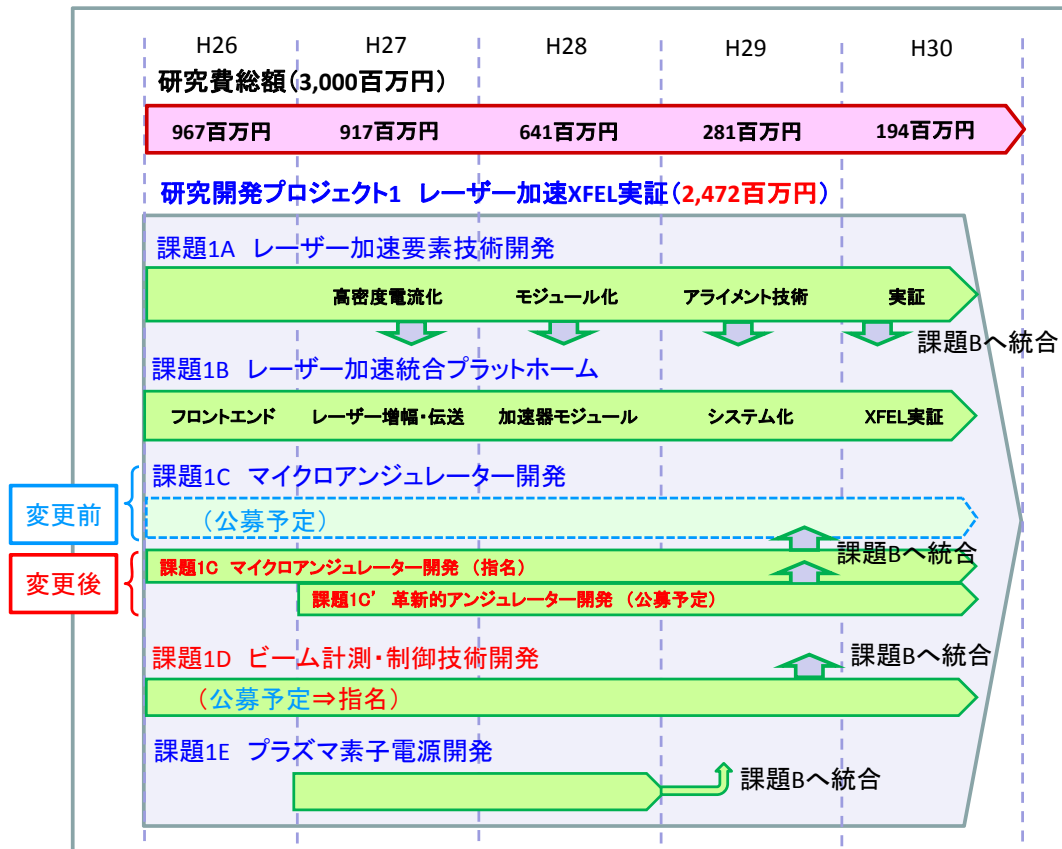 H26 H27 H28 H29 H30
研究費総額(3,000百万円)
967百万円 917百万円 641百万円 281百万円 194百万円
研究開発プロジェクト1 レーザー加速XFEL実証(2,472百万円)
課題1A レーザー加速要素技術開発
高密度電流化 モジュール化 アライメント技術 実証
課題Bへ統合
課題1B レーザー加速統合プラットホーム
フロントエンド レーザー増幅・伝送 加速器モジュール システム化 XFEL実証
変更前
課題1C マイクロアンジュレーター開発
(公募予定)
課題Bへ統合
変更後
課題1C マイクロアンジュレーター開発 (指名)
課題1C’ 革新的アンジュレーター開発 (公募予定)
課題1D ビーム計測・制御技術開発
課題Bへ統合
(公募予定⇒指名)
課題1E プラズマ素子電源開発
課題Bへ統合